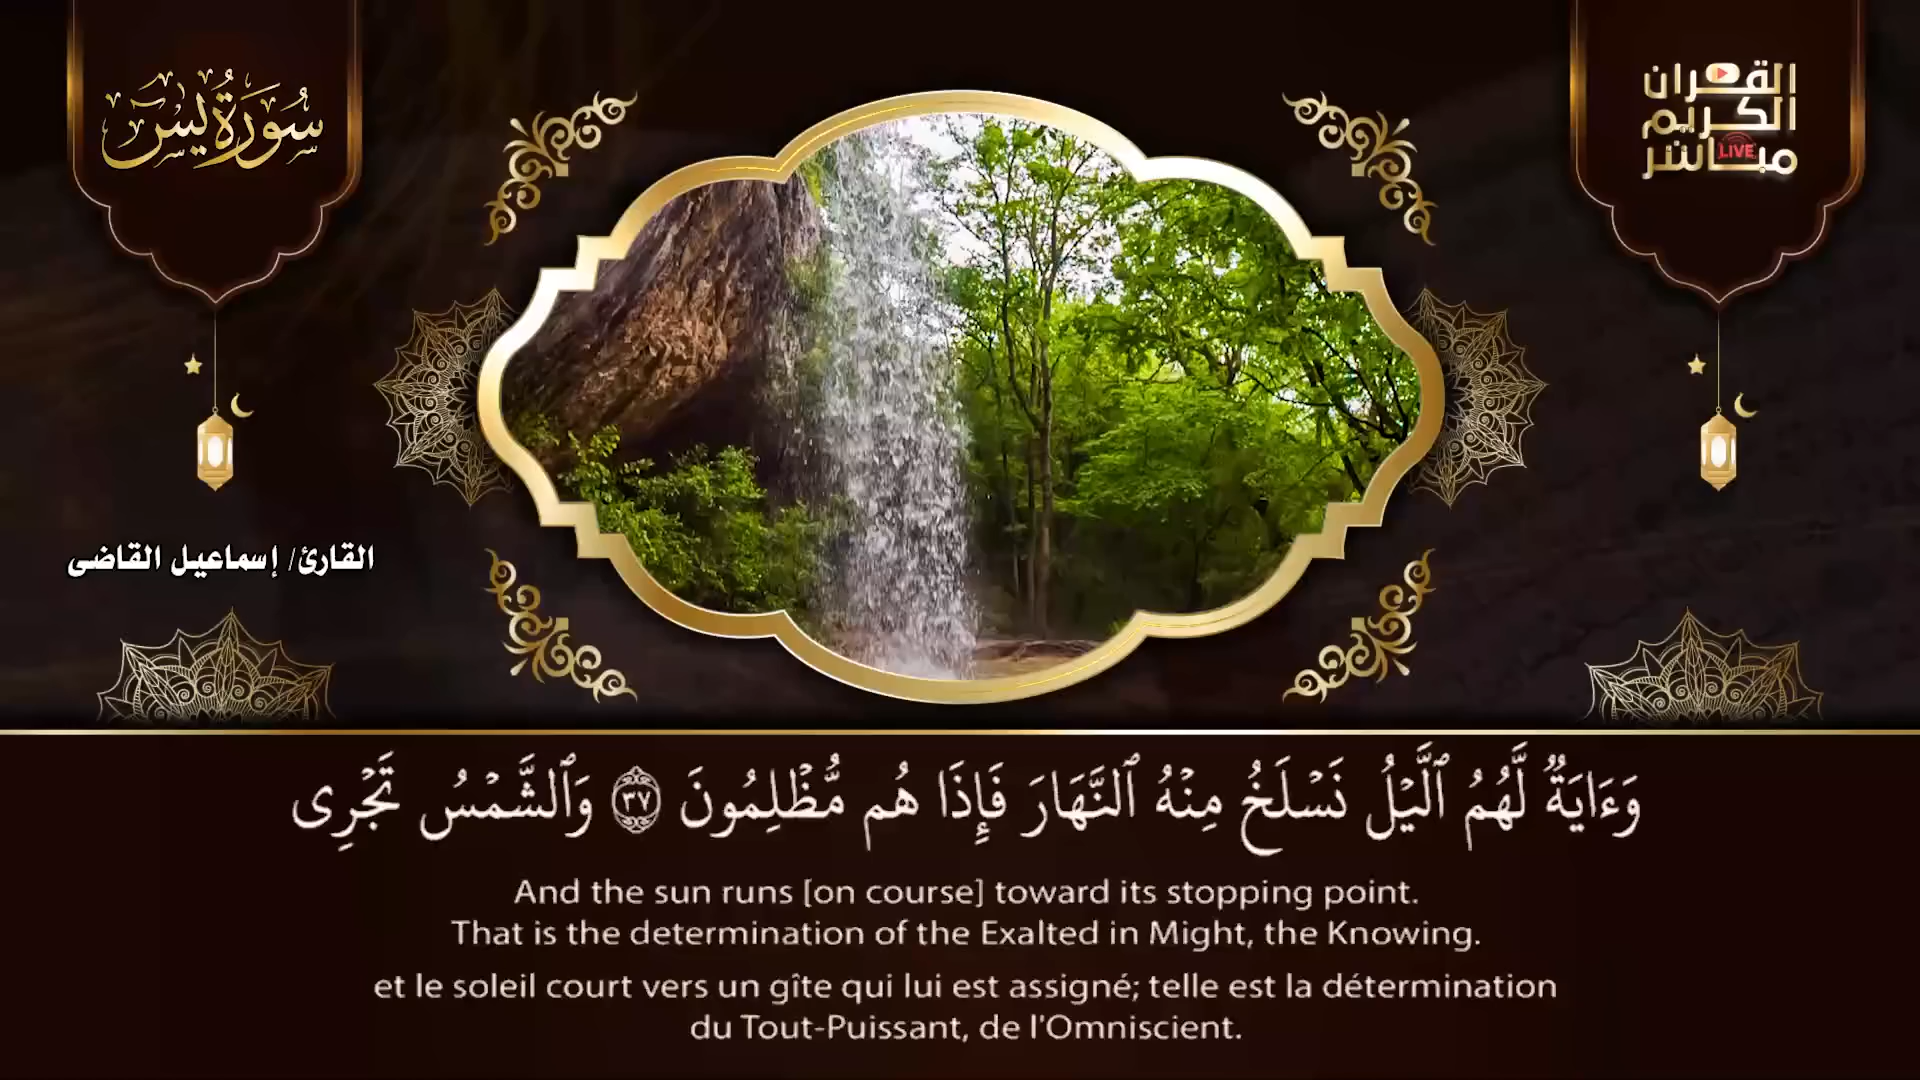 سُورَةُ يسٓ
القران
الكريم
مباشر
LIVE
القارئ/ إسماعيل القاضى
وَءَايَةٌ لَّهُمُ ٱلَّيْلُ نَسْلَخُ مِنْهُ ٱلنَّهَارَ فَإِذَا هُم مُّظْلِمُونَ ٣٧ وَٱلشَّمْسُ تَجْرِى
And the sun runs [on course] toward its stopping point.
That is the determination of the Exalted in Might, the Knowing.
et le soleil court vers un gîte qui lui est assigné; telle est la détermination
du Tout-Puissant, de l'Omniscient.